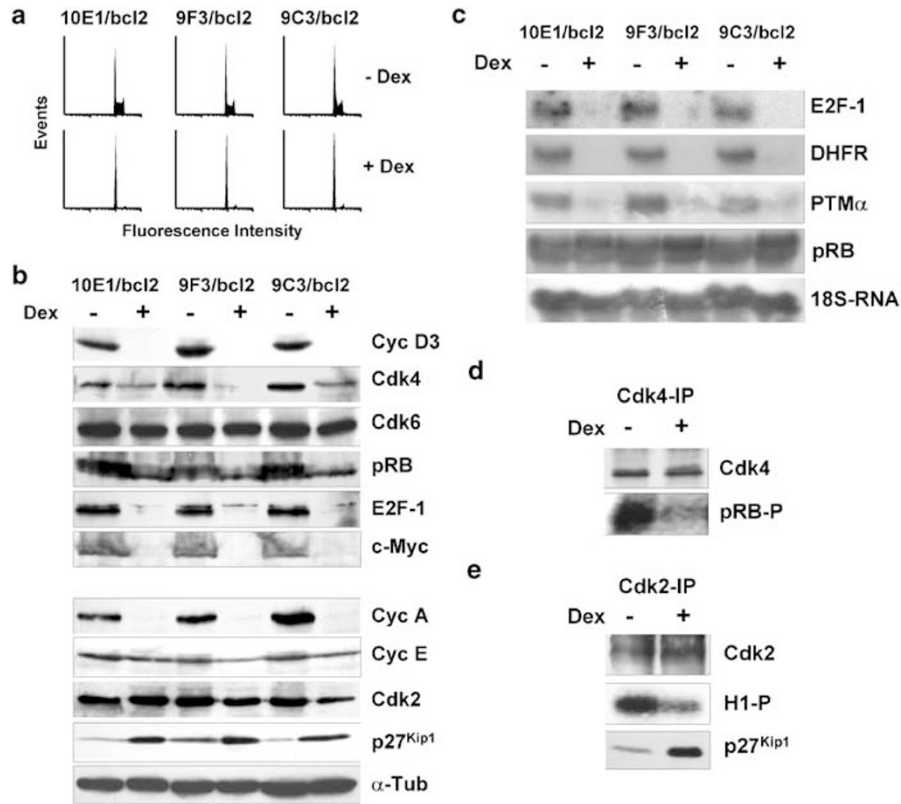 a
10E1/bcl2 9F3/bcl2 9C3/bcl2
- Dex
+ Dex
Events
Fluorescence Intensity
b
10E1/bcl2 9F3/bcl2 9C3/bcl2
Dex - + - + - +
Cyc D3
Cdk4
Cdk6
pRB
E2F-1
c-Myc
Cyc A
Cyc E
Cdk2
p27Kip1
α-Tub
c
10E1/bcl2 9F3/bcl2 9C3/bcl2
Dex - + - + - +
E2F-1
DHFR
PTMα
pRB
18S-RNA
d
Cdk4-IP
Dex - +
Cdk4
pRB-P
e
Cdk2-IP
Dex - +
Cdk2
H1-P
p27Kip1